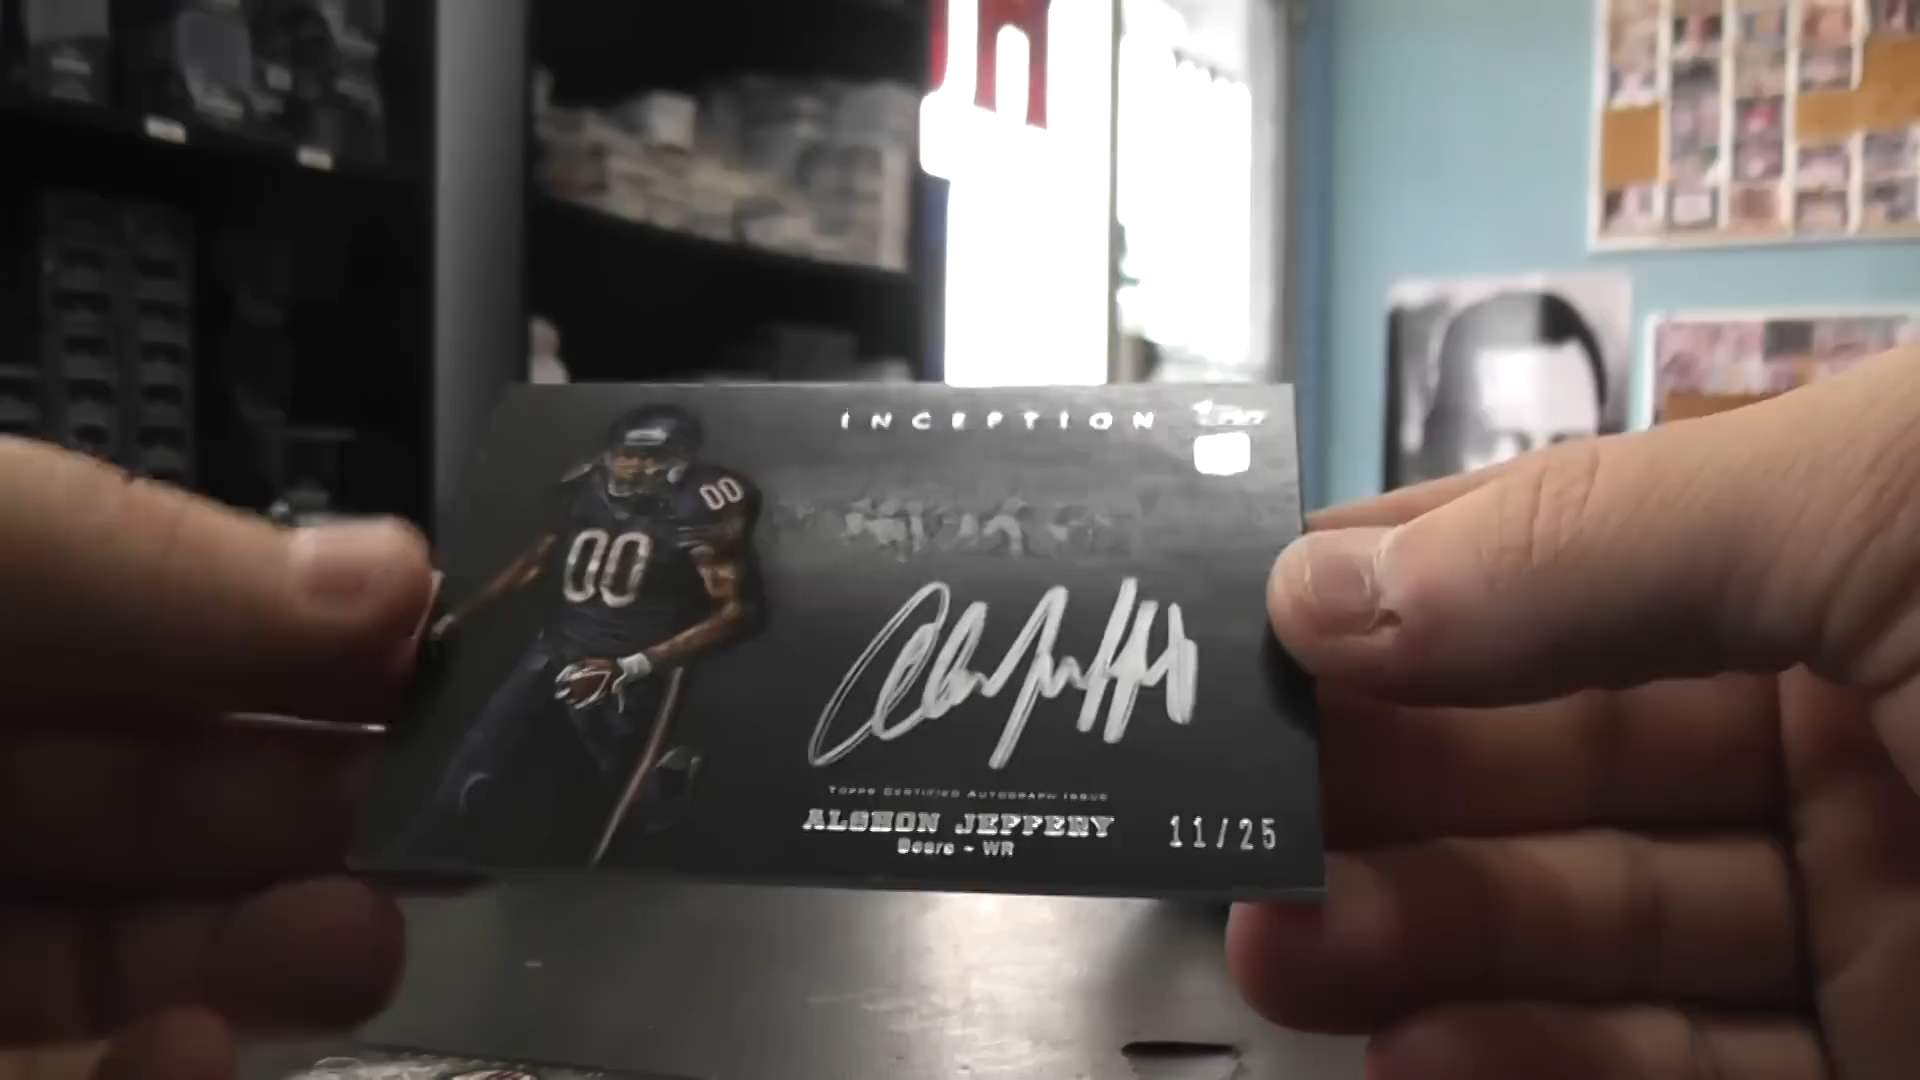 INCEPTION
00
00
TOPPS CERTIFIED AUTOGRAPH ISSUE
ALSHON JEFFERY
Bears - WR
11/25